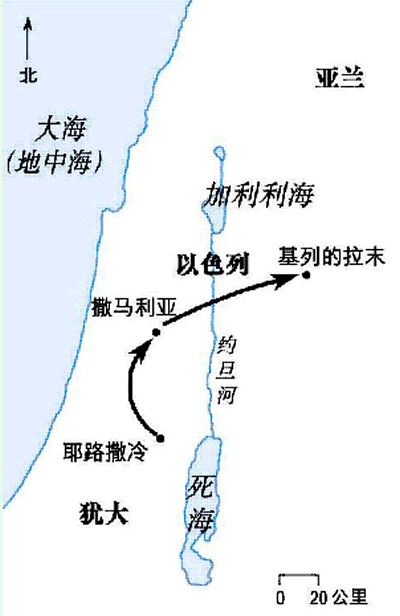 北
亚兰
大海
(地中海)
加利利海
以色列
基列的拉末
撒马利亚
约旦河
耶路撒冷
死海
犹大
0 20公里